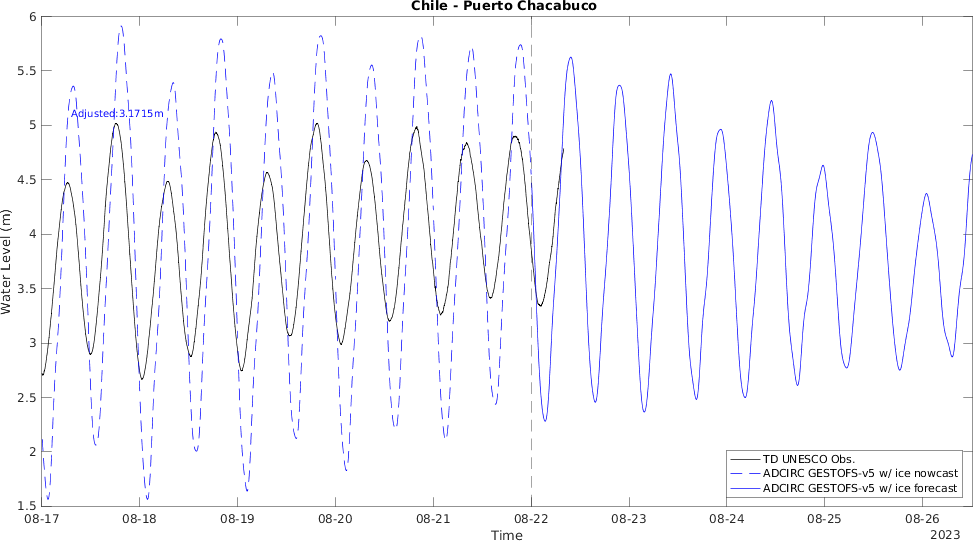 Chile - Puerto Chacabuco
6
5.5
Adjusted:3.1715m
5
4.5
4
Water Level (m)
3.5
3
2.5
2
1.5
TD UNESCO Obs.
ADCIRC GESTOFS-v5 w/ ice nowcast
ADCIRC GESTOFS-v5 w/ ice forecast
08-17 08-18 08-19 08-20 08-21 08-22 08-23 08-24 08-25 08-26
Time
2023